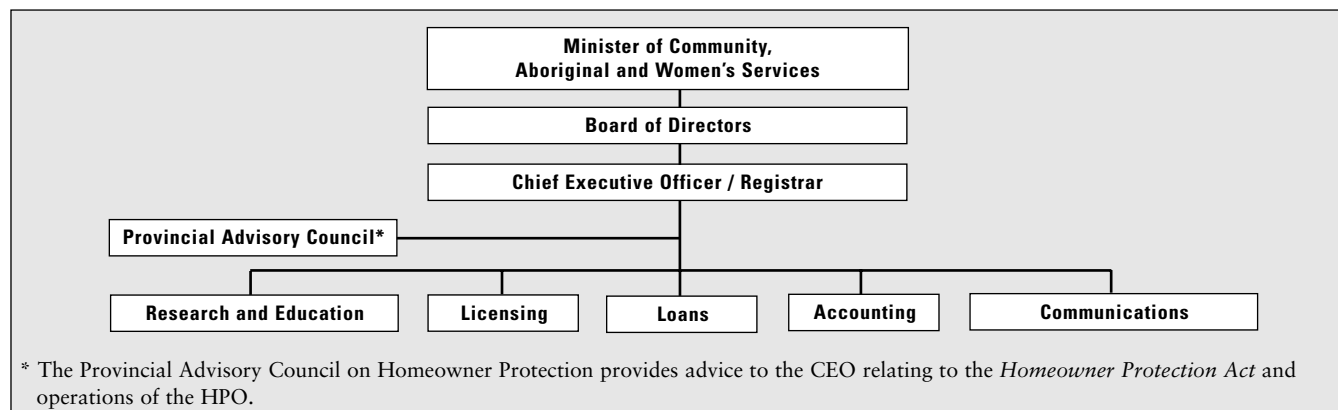 Minister of Community,
Aboriginal and Women's Services
Board of Directors
Chief Executive Officer / Registrar
Provincial Advisory Council*
Research and Education
Licensing
Loans
Accounting
Communications
* The Provincial Advisory Council on Homeowner Protection provides advice to the CEO relating to the Homeowner Protection Act and
operations of the HPO.